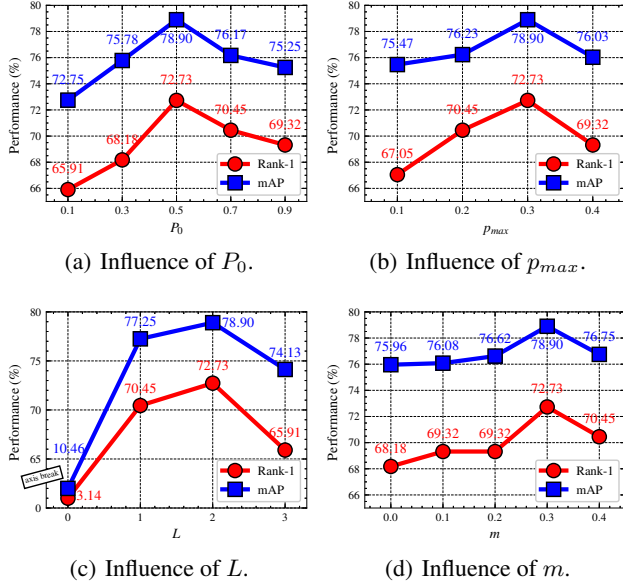 80
78
76
74
72
70
68
66
Performance (%)
72.75
75.78
78.90
76.17
75.25
65.91
68.18
72.73
70.45
69.32
Rank-1
mAP
0.1 0.3 0.5 0.7 0.9
P0
(a) Influence of P0.
80
78
76
74
72
70
68
66
Performance (%)
75.47
76.23
78.90
76.03
67.05
70.45
72.73
69.32
Rank-1
mAP
0.1 0.2 0.3 0.4
pmax
(b) Influence of pmax.
80
75
70
65
0
Performance (%)
axis break
10.46
77.25
78.90
74.13
3.14
70.45
72.73
65.91
Rank-1
mAP
0 1 2 3
L
(c) Influence of L.
80
78
76
74
72
70
68
66
Performance (%)
75.96
76.08
76.62
78.90
76.75
68.18
69.32
69.32
72.73
70.45
Rank-1
mAP
0.0 0.1 0.2 0.3 0.4
m
(d) Influence of m.